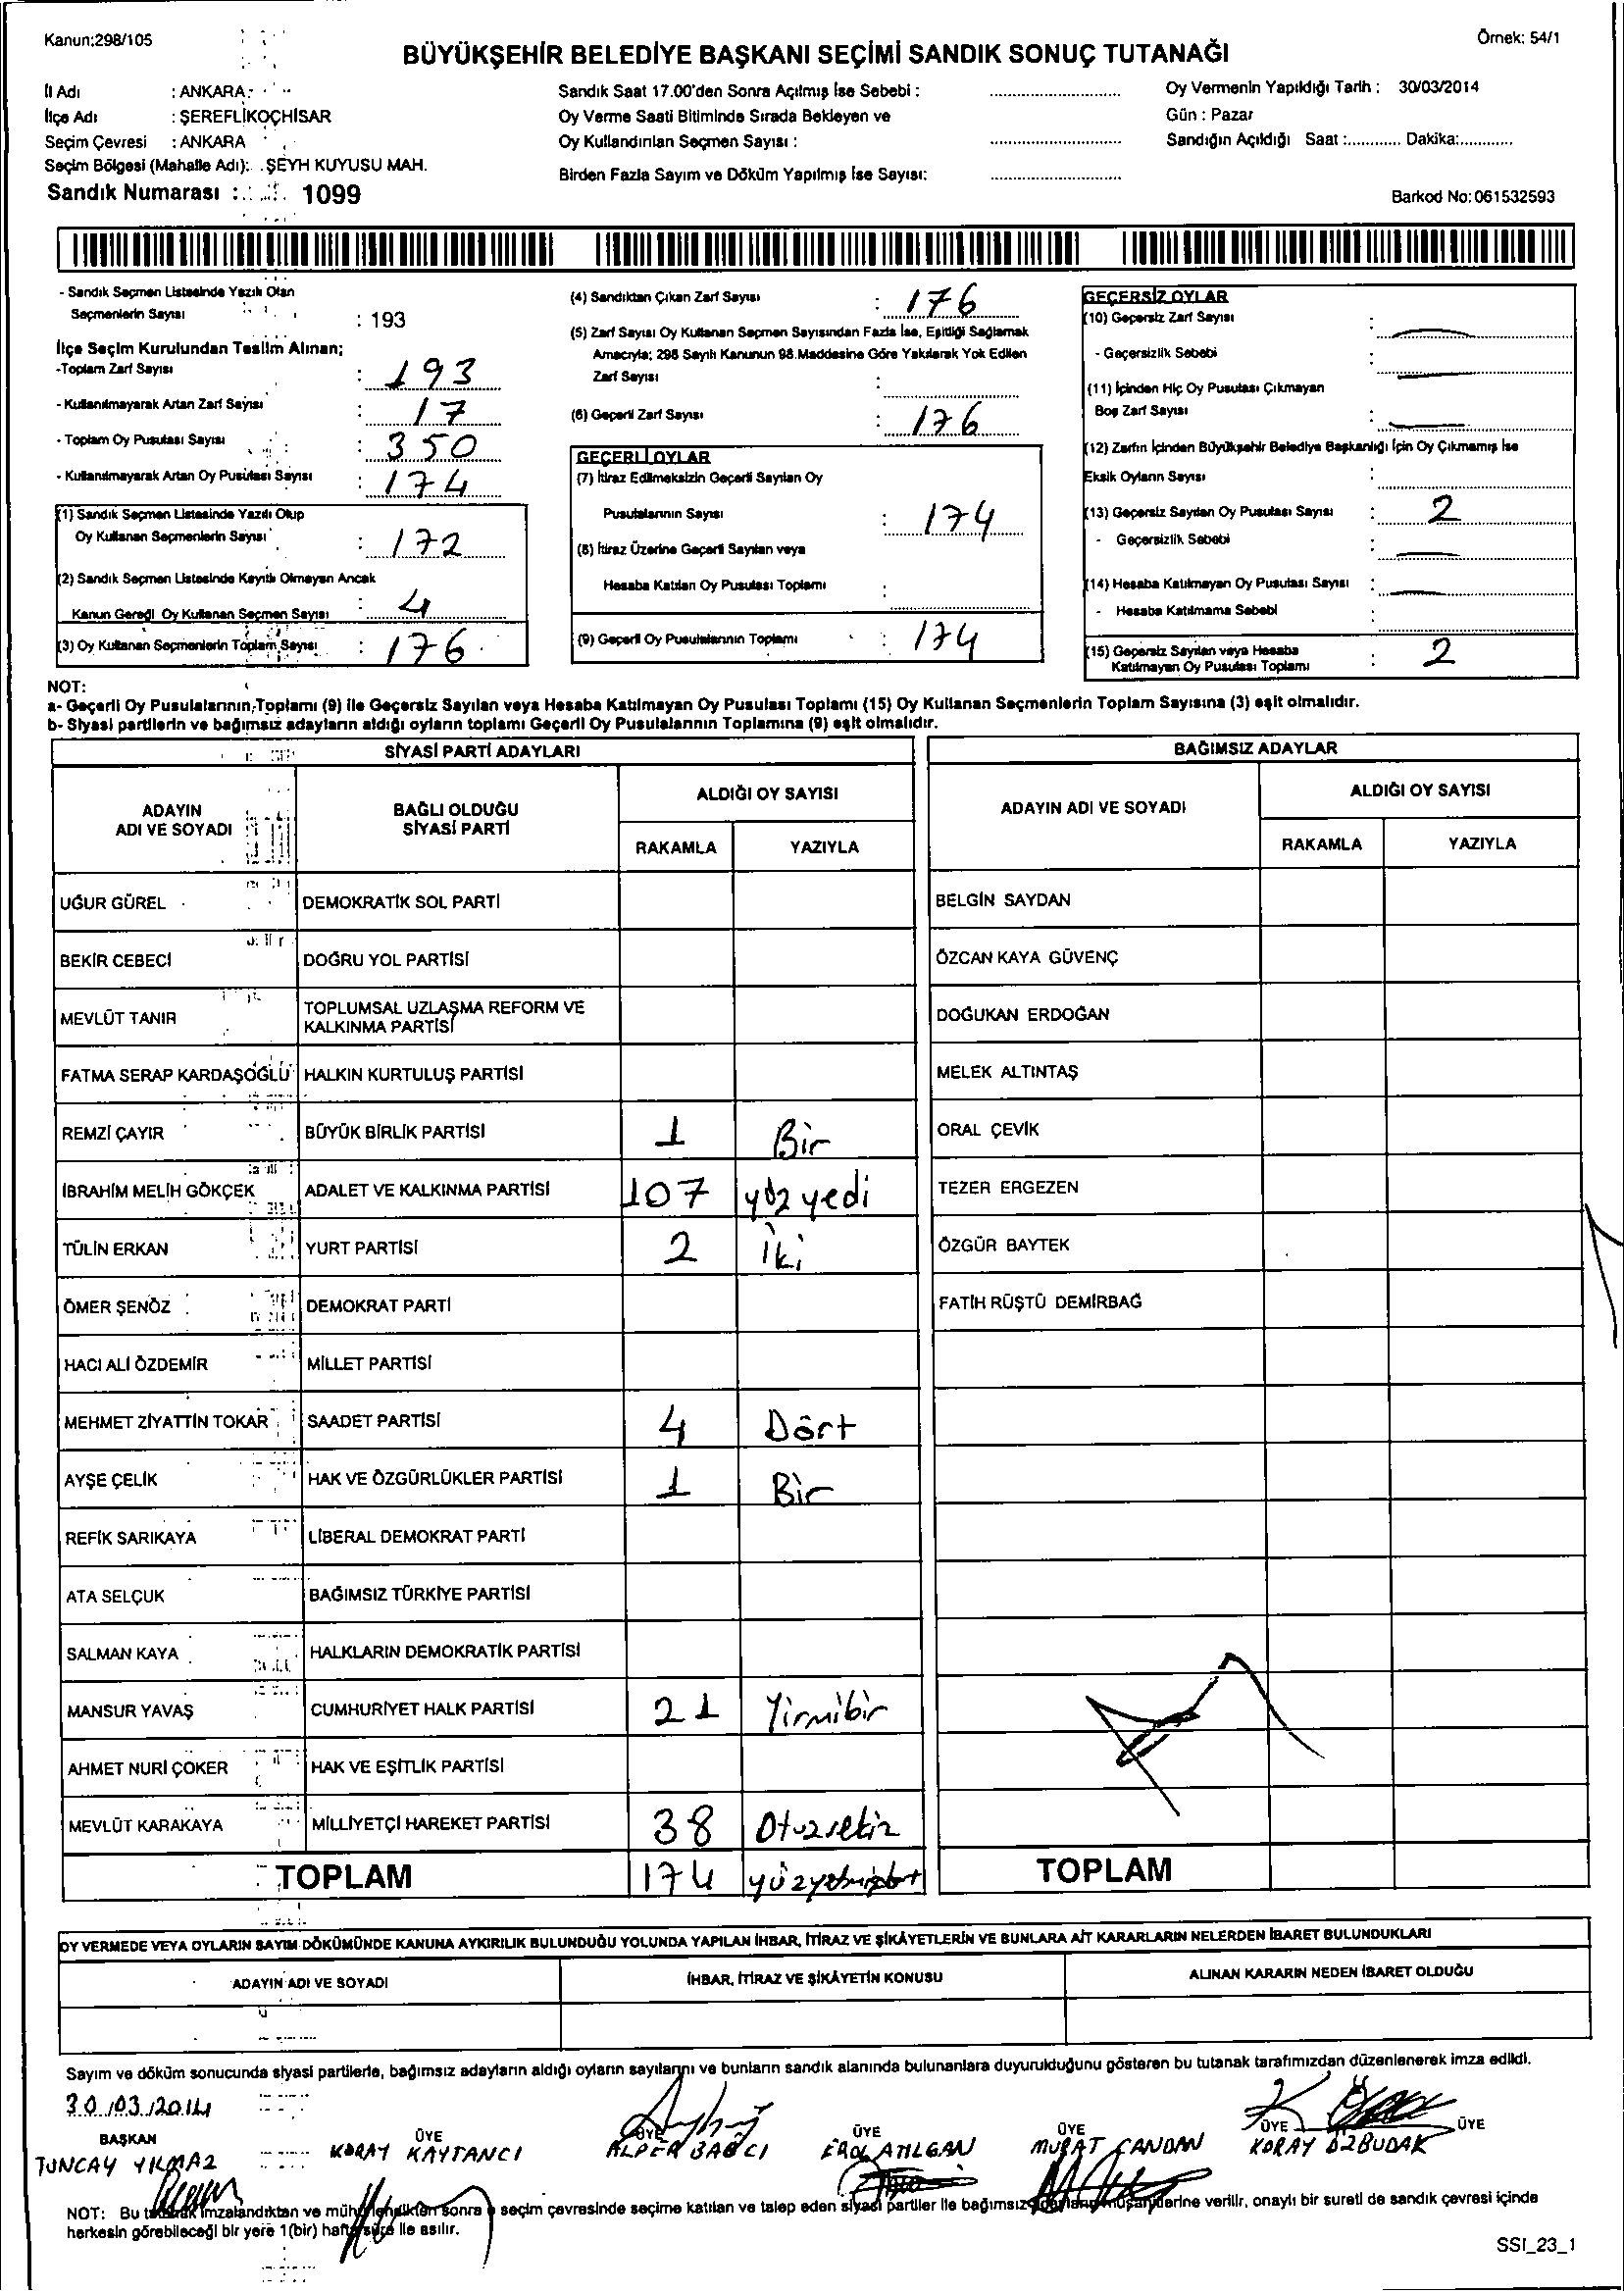 Kanun:298/105
Örnek: 54/1
BÜYÜKŞEHİR BELEDİYE BAŞKANI SEÇİMİ SANDIK SONUÇ TUTANAĞI
İl Adı : ANKARA
İlçe Adı : ŞEREFLİKOÇHİSAR
Seçim Çevresi : ANKARA
Seçim Bölgesi (Mahalle Adı): ŞEYH KUYUSU MAH.
Sandık Numarası : 1099
Sandık Saat 17.00'den Sonra Açılmış İse Sebebi :
Oy Verme Saati Bitiminde Sırada Bekleyen ve
Oy Kullandırılan Seçmen Sayısı :
Birden Fazla Sayım ve Döküm Yapılmış İse Sayısı:
Oy Vermenin Yapıldığı Tarih : 30/03/2014
Gün : Pazar
Sandığın Açıldığı Saat :............ Dakika:............
Barkod No:061532593
- Sandık Seçmen Listesinde Yazılı Olan
Seçmenlerin Sayısı : 193
İlçe Seçim Kurulundan Teslim Alınan;
-Toplam Zarf Sayısı : 193
- Kullanılmayarak Artan Zarf Sayısı : 17
- Toplam Oy Pusulası Sayısı : 350
- Kullanılmayarak Artan Oy Pusulası Sayısı : 174
(1) Sandık Seçmen Listesinde Yazılı Olup
Oy Kullanan Seçmenlerin Sayısı : 172
(2) Sandık Seçmen Listesinde Kayıtlı Olmayan Ancak
Kanun Gereği Oy Kullanan Seçmen Sayısı : 4
(3) Oy Kullanan Seçmenlerin Toplam Sayısı : 176
(4) Sandıktan Çıkan Zarf Sayısı : 176
(5) Zarf Sayısı Oy Kullanan Seçmen Sayısından Fazla İse, Eşitliği Sağlamak
Amacıyla; 298 Sayılı Kanunun 98.Maddesine Göre Yakılarak Yok Edilen
Zarf Sayısı :
(6) Geçerli Zarf Sayısı : 176
GEÇERLİ OYLAR
(7) İtiraz Edilmeksizin Geçerli Sayılan Oy
Pusulalarının Sayısı : 174
(8) İtiraz Üzerine Geçerli Sayılan veya
Hesaba Katılan Oy Pusulası Toplamı :
(9) Geçerli Oy Pusulalarının Toplamı : 174
GEÇERSİZ OYLAR
(10) Geçersiz Zarf Sayısı : —
- Geçersizlik Sebebi : —
(11) İçinden Hiç Oy Pusulası Çıkmayan
Boş Zarf Sayısı : —
(12) Zarfın İçinden Büyükşehir Belediye Başkanlığı İçin Oy Çıkmamış İse
Eksik Oyların Sayısı :
(13) Geçersiz Sayılan Oy Pusulası Sayısı : 2
- Geçersizlik Sebebi : —
(14) Hesaba Katılmayan Oy Pusulası Sayısı : —
- Hesaba Katılmama Sebebi
(15) Geçersiz Sayılan veya Hesaba
Katılmayan Oy Pusulası Toplamı : 2
NOT:
a- Geçerli Oy Pusulalarının Toplamı (9) ile Geçersiz Sayılan veya Hesaba Katılmayan Oy Pusulası Toplamı (15) Oy Kullanan Seçmenlerin Toplam Sayısına (3) eşit olmalıdır.
b- Siyasi partilerin ve bağımsız adayların aldığı oyların toplamı Geçerli Oy Pusulalarının Toplamına (9) eşit olmalıdır.
SİYASİ PARTİ ADAYLARI
ADAYIN
ADI VE SOYADI
BAĞLI OLDUĞU
SİYASİ PARTİ
ALDIĞI OY SAYISI
RAKAMLA YAZIYLA
UĞUR GÜREL DEMOKRATİK SOL PARTİ
BEKİR CEBECİ DOĞRU YOL PARTİSİ
MEVLÜT TANIR TOPLUMSAL UZLAŞMA REFORM VE
KALKINMA PARTİSİ
FATMA SERAP KARDAŞOĞLU HALKIN KURTULUŞ PARTİSİ
REMZİ ÇAYIR BÜYÜK BİRLİK PARTİSİ 1 Bir
İBRAHİM MELİH GÖKÇEK ADALET VE KALKINMA PARTİSİ 107 yüz yedi
TÜLİN ERKAN YURT PARTİSİ 2 İki
ÖMER ŞENÖZ DEMOKRAT PARTİ
HACI ALİ ÖZDEMİR MİLLET PARTİSİ
MEHMET ZİYATTİN TOKAR SAADET PARTİSİ 4 Dört
AYŞE ÇELİK HAK VE ÖZGÜRLÜKLER PARTİSİ 1 Bir
REFİK SARIKAYA LİBERAL DEMOKRAT PARTİ
ATA SELÇUK BAĞIMSIZ TÜRKİYE PARTİSİ
SALMAN KAYA HALKLARIN DEMOKRATİK PARTİSİ
MANSUR YAVAŞ CUMHURİYET HALK PARTİSİ 21 Yirmibir
AHMET NURİ ÇÖKER HAK VE EŞİTLİK PARTİSİ
MEVLÜT KARAKAYA MİLLİYETÇİ HAREKET PARTİSİ 38 Otuzsekiz
TOPLAM 174
BAĞIMSIZ ADAYLAR
ADAYIN ADI VE SOYADI
ALDIĞI OY SAYISI
RAKAMLA YAZIYLA
BELGİN SAYDAN
ÖZCAN KAYA GÜVENÇ
DOĞUKAN ERDOĞAN
MELEK ALTINTAŞ
ORAL ÇEVİK
TEZER ERGEZEN
ÖZGÜR BAYTEK
FATİH RÜŞTÜ DEMİRBAĞ
TOPLAM
OY VERMEDE VEYA OYLARIN SAYIM DÖKÜMÜNDE KANUNA AYKIRILIK BULUNDUĞU YOLUNDA YAPILAN İHBAR, İTİRAZ VE ŞİKÂYETLERİN VE BUNLARA AİT KARARLARIN NELERDEN İBARET BULUNDUKLARI
ADAYIN ADI VE SOYADI
İHBAR, İTİRAZ VE ŞİKÂYETİN KONUSU
ALINAN KARARIN NEDEN İBARET OLDUĞU
Sayım ve döküm sonucunda siyasi partilerle, bağımsız adayların aldığı oyların sayılarını ve bunların sandık alanında bulunanlara duyurulduğunu gösteren bu tutanak tarafımızdan düzenlenerek imza edildi.
30/03/2014
BAŞKAN ÜYE ÜYE ÜYE ÜYE ÜYE ÜYE
TUNCAY YILMAZ KORAY KAYTANCI ALPER BAĞCI EROL ATILGAN MURAT CANDAN KORAY ÖZBUDAK
NOT: Bu tutanak imzalandıktan ve mühürlendikten sonra o seçim çevresinde seçime katılan ve talep eden siyasi partiler ile bağımsız adayların müşahitlerine verilir, onaylı bir sureti de sandık çevresi içinde
herkesin görebileceği bir yere 1(bir) hafta süre ile asılır.
SSI_23_1